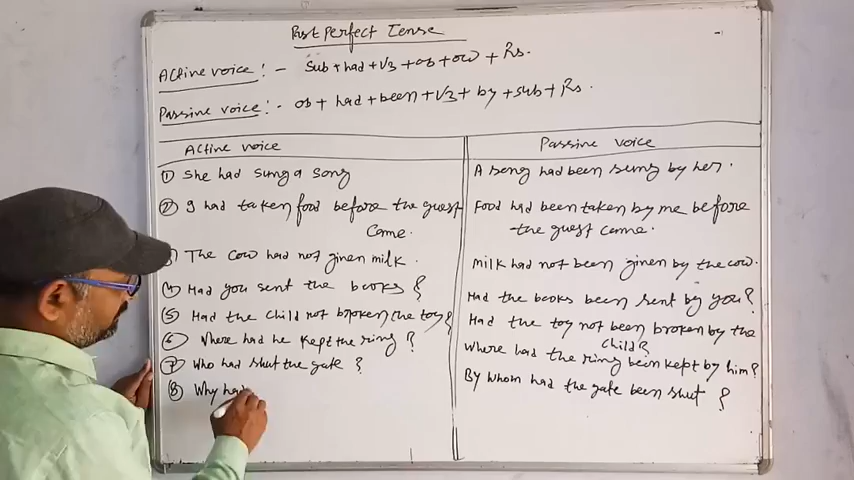 Past Perfect Tense
Active voice :- Sub + had + V3 + ob + ow + Rs.
Passive voice :- ob + had + been + V3 + by + sub + Rs.
Active voice
Passive voice
① She had sung a song
A song had been sung by her.
② I had taken food before the guest
came.
Food had been taken by me before
the guest came.
The cow had not given milk.
Milk had not been given by the cow.
④ Had you sent the books ?
Had the books been sent by you?
⑤ Had the child not broken the toy ?
Had the toy not been broken by the
child?
⑥ Where had he kept the ring ?
Where had the ring been kept by him?
⑦ Who had shut the gate ?
By whom had the gate been shut ?
⑧ Why had